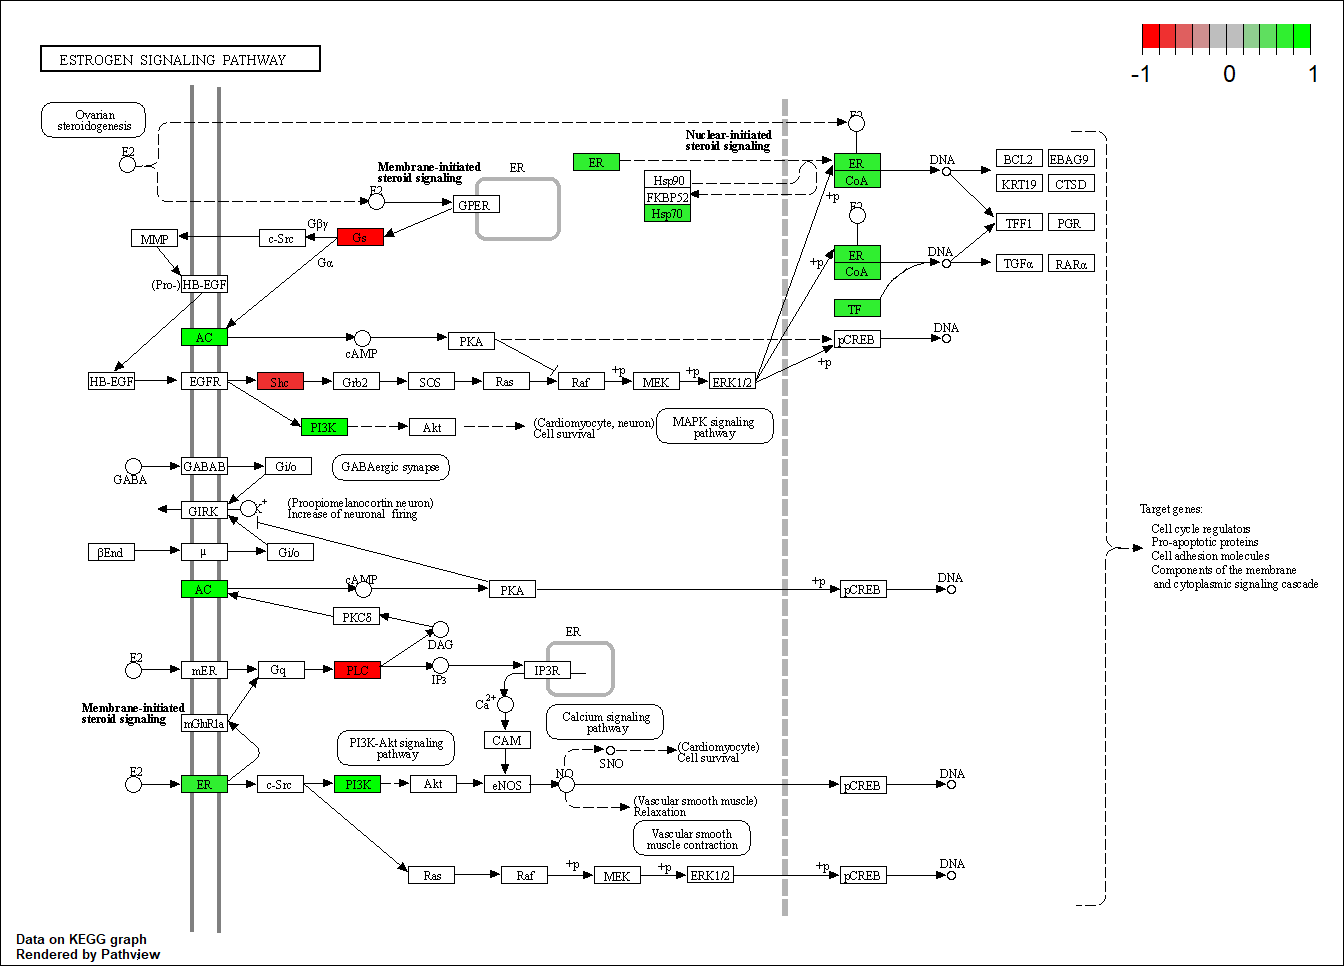 ESTROGEN SIGNALING PATHWAY
-1 0 1
Ovarian
steroidogenesis
E2
E2
Membrane-initiated
steroid signaling
ER
GPER
ER
Nuclear-initiated
steroid signaling
Hsp90
FKBP52
Hsp70
E2
ER
CoA
+p
DNA
BCL2 EBAG9
KRT19 CTSD
TFF1 PGR
TGFα RARα
E2
ER
CoA
+p
DNA
TF
MMP
c-Src
Gβγ
Gs
Gα
(Pro-) HB-EGF
AC
cAMP
PKA
pCREB
DNA
+p
HB-EGF
EGFR
Shc
Grb2
SOS
Ras
Raf
+p
MEK
+p
ERK1/2
PI3K
Akt
(Cardiomyocyte, neuron)
Cell survival
MAPK signaling
pathway
GABA
GABAB
Gi/o
GABAergic synapse
GIRK
K+
(Propiomelanocortin neuron)
Increase of neuronal firing
βEnd
μ
Gi/o
Target genes:
Cell cycle regulators
Pro-apoptotic proteins
Cell adhesion molecules
Components of the membrane
and cytoplasmic signaling cascade
AC
cAMP
PKA
+p
pCREB
DNA
PKCδ
DAG
E2
mER
Gq
PLC
IP3
ER
IP3R
Ca2+
Membrane-initiated
steroid signaling
mGluR1a
CAM
Calcium signaling
pathway
PI3K-Akt signaling
pathway
SNO
(Cardiomyocyte)
Cell survival
E2
ER
c-Src
PI3K
Akt
eNOS
NO
pCREB
DNA
(Vascular smooth muscle)
Relaxation
Vascular smooth
muscle contraction
Ras
Raf
+p
MEK
+p
ERK1/2
+p
pCREB
DNA
Data on KEGG graph
Rendered by Pathview